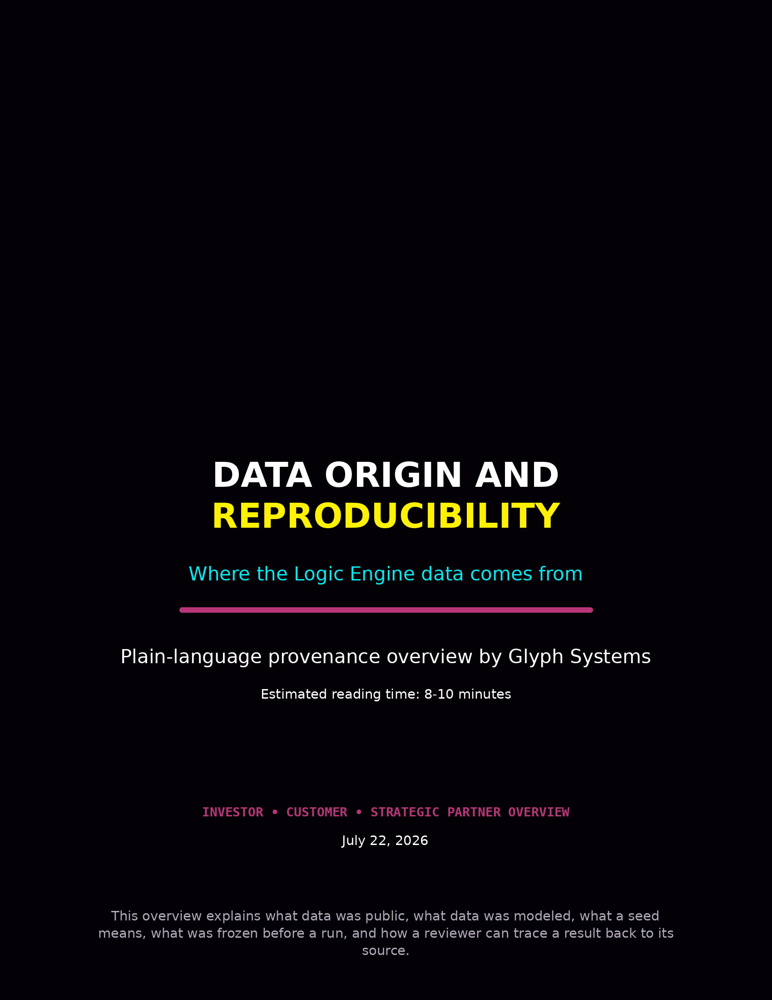 DATA ORIGIN AND
REPRODUCIBILITY
Where the Logic Engine data comes from
Plain-language provenance overview by Glyph Systems
Estimated reading time: 8-10 minutes
INVESTOR • CUSTOMER • STRATEGIC PARTNER OVERVIEW
July 22, 2026
This overview explains what data was public, what data was modeled, what a seed
means, what was frozen before a run, and how a reviewer can trace a result back to its
source.